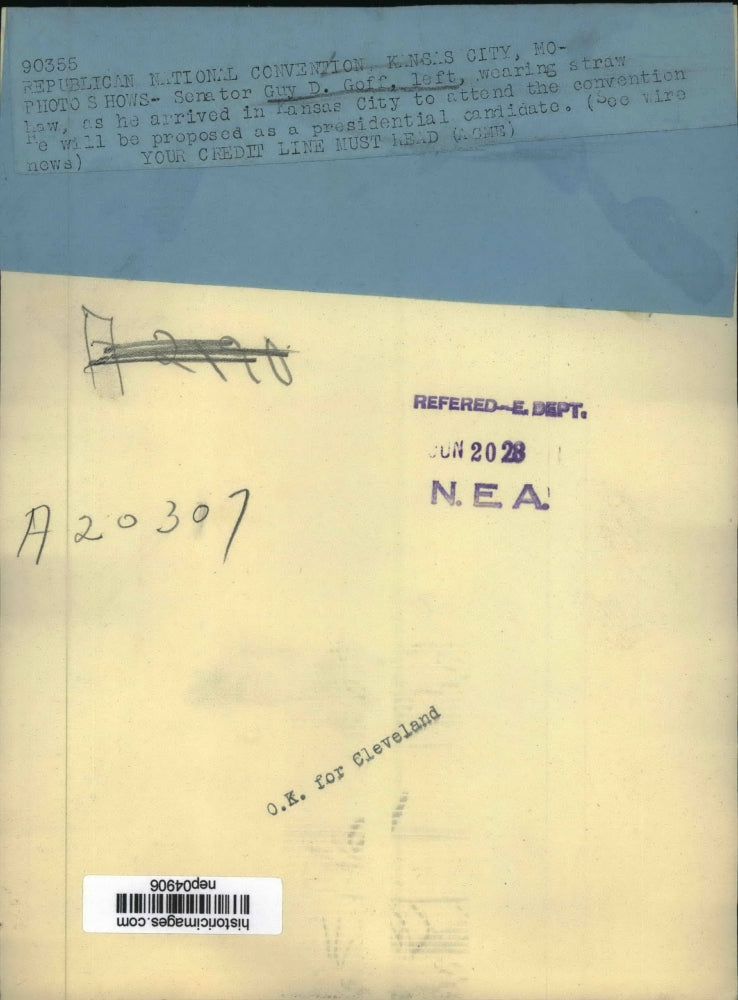 90355
REPUBLICAN NATIONAL CONVENTION, KANSAS CITY, MO-
PHOTO SHOWS- Senator Guy D. Goff, left, wearing straw
Law, as he arrived in Kansas City to attend the convention
He will be proposed as a presidential candidate. (See wire
news) YOUR CREDIT LINE MUST READ (ACME)
REFERED-E. DEPT.
JUN 20 28
N. E. A.
A20307
O.K. for Cleveland
nep04906
historicimages.com